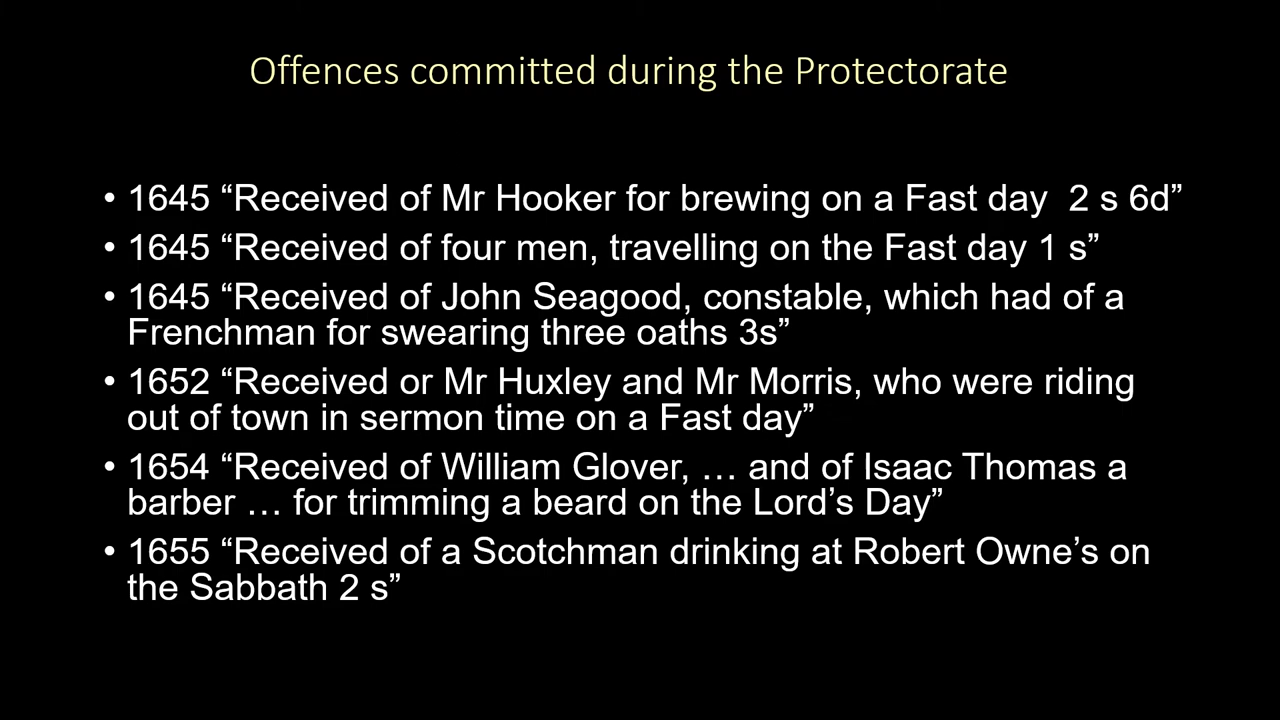 Offences committed during the Protectorate
• 1645 “Received of Mr Hooker for brewing on a Fast day 2 s 6d”
• 1645 “Received of four men, travelling on the Fast day 1 s”
• 1645 “Received of John Seagood, constable, which had of a
Frenchman for swearing three oaths 3s”
• 1652 “Received or Mr Huxley and Mr Morris, who were riding
out of town in sermon time on a Fast day”
• 1654 “Received of William Glover, … and of Isaac Thomas a
barber … for trimming a beard on the Lord’s Day”
• 1655 “Received of a Scotchman drinking at Robert Owne’s on
the Sabbath 2 s”